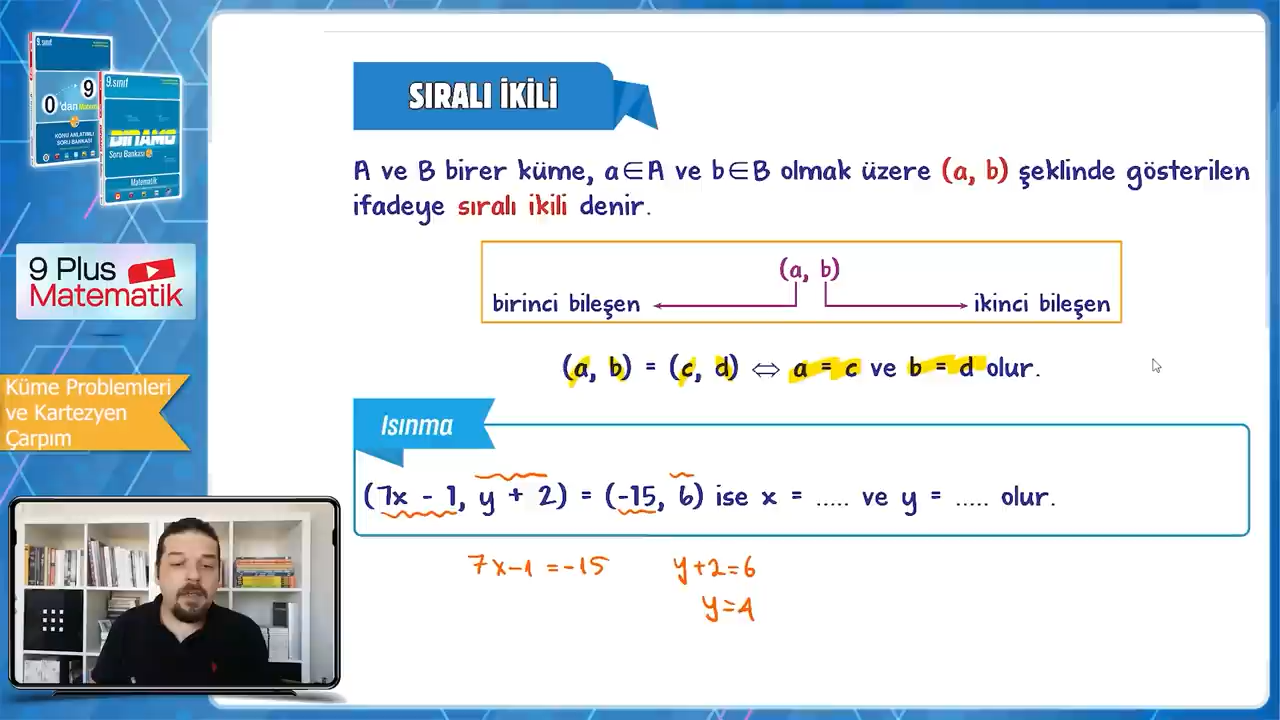 9.sınıf
0'dan 9
Matematik
KONU ANLATIMLI
SORU BANKASI
9.sınıf
DİNAMO
Soru Bankası
Matematik
9 Plus
Matematik
Küme Problemleri
ve Kartezyen
Çarpım
SIRALI İKİLİ
A ve B birer küme, a∈A ve b∈B olmak üzere (a, b) şeklinde gösterilen
ifadeye sıralı ikili denir.
(a, b)
birinci bileşen ikinci bileşen
(a, b) = (c, d) ⇔ a = c ve b = d olur.
Isınma
(7x - 1, y + 2) = (-15, 6) ise x = ..... ve y = ..... olur.
7x-1 = -15 y+2=6
y=4